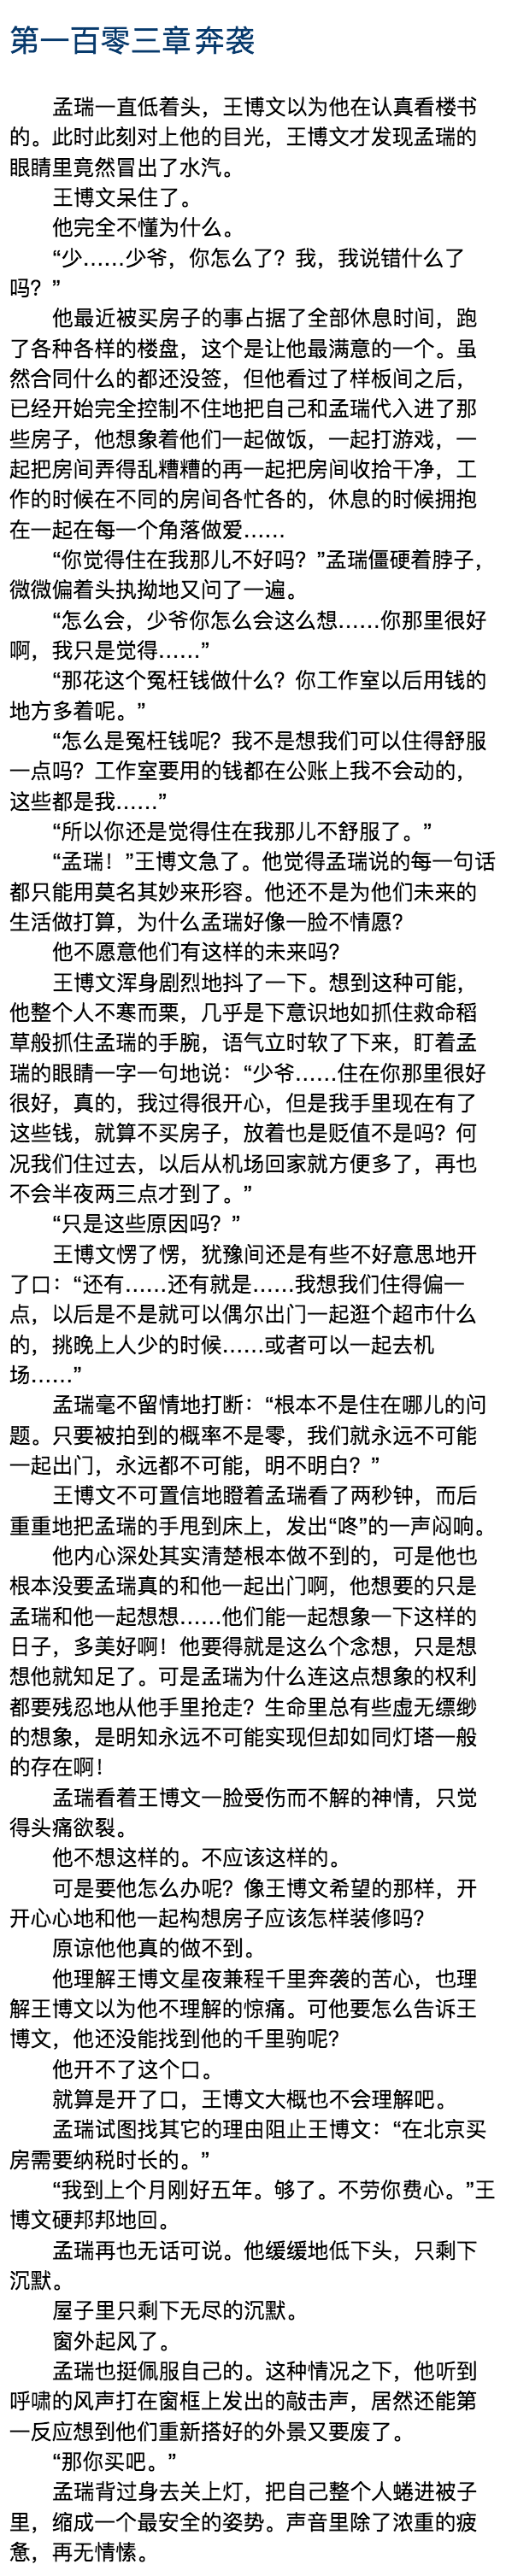 第一百零三章 奔袭
孟瑞一直低着头，王博文以为他在认真看楼书
的。此时此刻对上他的目光，王博文才发现孟瑞的
眼睛里竟然冒出了水汽。
王博文呆住了。
他完全不懂为什么。
“少……少爷，你怎么了？我，我说错什么了
吗？”
他最近被买房子的事占据了全部休息时间，跑
了各种各样的楼盘，这个是让他最满意的一个。虽
然合同什么的都还没签，但他看过了样板间之后，
已经开始完全控制不住地把自己和孟瑞代入进了那
些房子，他想象着他们一起做饭，一起打游戏，一
起把房间弄得乱糟糟的再一起把房间收拾干净，工
作的时候在不同的房间各忙各的，休息的时候拥抱
在一起在每一个角落做爱……
“你觉得住在我那儿不好吗？”孟瑞僵硬着脖子，
微微偏着头执拗地又问了一遍。
“怎么会，少爷你怎么会这么想……你那里很好
啊，我只是觉得……”
“那花这个冤枉钱做什么？你工作室以后用钱的
地方多着呢。”
“怎么是冤枉钱呢？我不是想我们可以住得舒服
一点吗？工作室要用的钱都在公账上我不会动的，
这些都是我……”
“所以你还是觉得住在我那儿不舒服了。”
“孟瑞！”王博文急了。他觉得孟瑞说的每一句话
都只能用莫名其妙来形容。他还不是为他们未来的
生活做打算，为什么孟瑞好像一脸不情愿？
他不愿意他们有这样的未来吗？
王博文浑身剧烈地抖了一下。想到这种可能，
他整个人不寒而栗，几乎是下意识地如抓住救命稻
草般抓住孟瑞的手腕，语气立时软了下来，盯着孟
瑞的眼睛一字一句地说：“少爷……住在你那里很好
很好，真的，我过得很开心，但是我手里现在有了
这些钱，就算不买房子，放着也是贬值不是吗？何
况我们住过去，以后从机场回家就方便多了，再也
不会半夜两三点才到了。”
“只是这些原因吗？”
王博文愣了愣，犹豫间还是有些不好意思地开
了口：“还有……还有就是……我想我们住得偏一
点，以后是不是就可以偶尔出门一起逛个超市什么
的，挑晚上人少的时候……或者可以一起去机
场……”
孟瑞毫不留情地打断：“根本不是住在哪儿的问
题。只要被拍到的概率不是零，我们就永远不可能
一起出门，永远都不可能，明不明白？”
王博文不可置信地瞪着孟瑞看了两秒钟，而后
重重地把孟瑞的手甩到床上，发出“咚”的一声闷响。
他内心深处其实清楚根本做不到的，可是他也
根本没要孟瑞真的和他一起出门啊，他想要的只是
孟瑞和他一起想想……他们能一起想象一下这样的
日子，多美好啊！他要得就是这么个念想，只是想
想他就知足了。可是孟瑞为什么连这点想象的权利
都要残忍地从他手里抢走？生命里总有些虚无缥缈
的想象，是明知永远不可能实现但却如同灯塔一般
的存在啊！
孟瑞看着王博文一脸受伤而不解的神情，只觉
得头痛欲裂。
他不想这样的。不应该这样的。
可是要他怎么办呢？像王博文希望的那样，开
开心心地和他一起构想房子应该怎样装修吗？
原谅他他真的做不到。
他理解王博文星夜兼程千里奔袭的苦心，也理
解王博文以为他不理解的惊痛。可他要怎么告诉王
博文，他还没能找到他的千里驹呢？
他开不了这个口。
就算是开了口，王博文大概也不会理解吧。
孟瑞试图找其它的理由阻止王博文：“在北京买
房需要纳税时长的。”
“我到上个月刚好五年。够了。不劳你费心。”王
博文硬邦邦地回。
孟瑞再也无话可说。他缓缓地低下头，只剩下
沉默。
屋子里只剩下无尽的沉默。
窗外起风了。
孟瑞也挺佩服自己的。这种情况之下，他听到
呼啸的风声打在窗框上发出的敲击声，居然还能第
一反应想到他们重新搭好的外景又要废了。
“那你买吧。”
孟瑞背过身去关上灯，把自己整个人蜷进被子
里，缩成一个最安全的姿势。声音里除了浓重的疲
惫，再无情愫。